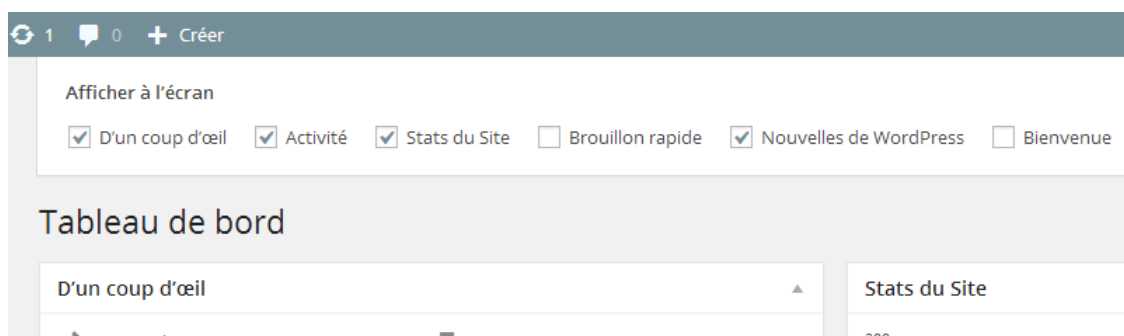 1 0 Créer
Afficher à l'écran
D'un coup d'œil Activité Stats du Site Brouillon rapide Nouvelles de WordPress Bienvenue
Tableau de bord
D'un coup d'œil Stats du Site